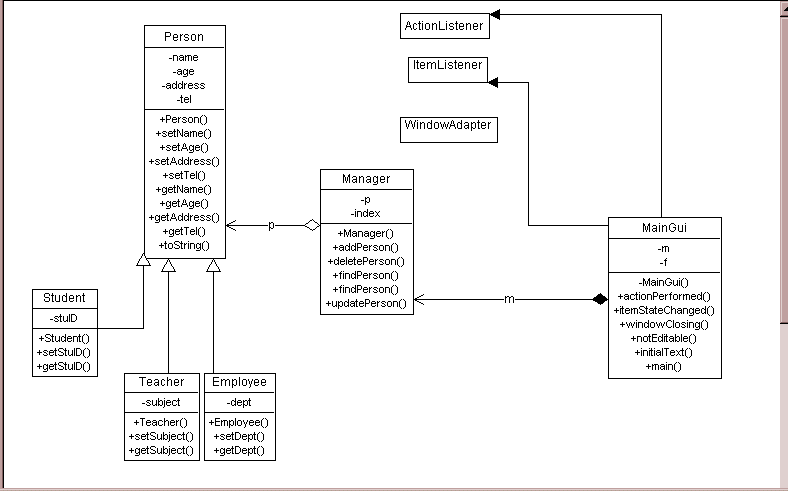 Person
-name
-age
-address
-tel
+Person()
+setName()
+setAge()
+setAddress()
+setTel()
+getName()
+getAge()
+getAddress()
+getTel()
+toString()
ActionListener
ItemListener
WindowAdapter
Manager
-p
-index
+Manager()
+addPerson()
+deletePerson()
+findPerson()
+findPerson()
+updatePerson()
p
MainGui
-m
-f
-MainGui()
+actionPerformed()
+itemStateChanged()
+windowClosing()
+notEditable()
+initialText()
+main()
m
Student
-stuID
+Student()
+setStuID()
+getStuID()
Teacher
-subject
+Teacher()
+setSubject()
+getSubject()
Employee
-dept
+Employee()
+setDept()
+getDept()